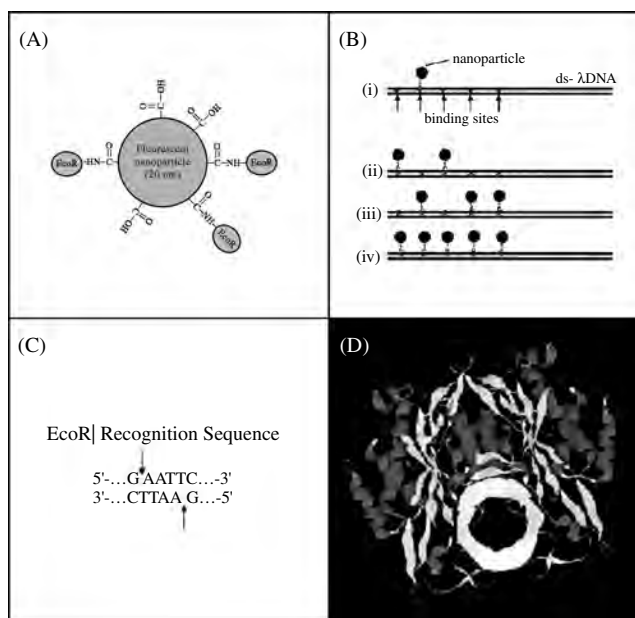 (A)
HO
O=C
OH
O=C
Fluorescent
nanoparticle
(20 nm)
EcoR
HN-C
O
C-NH
O
EcoR
C-NH
O
EcoR
C=O
HO
(B)
nanoparticle
ds- λDNA
(i)
binding sites
(ii)
(iii)
(iv)
(C)
EcoR| Recognition Sequence
5'-...G AATTC...-3'
3'-...CTTAA G...-5'
(D)